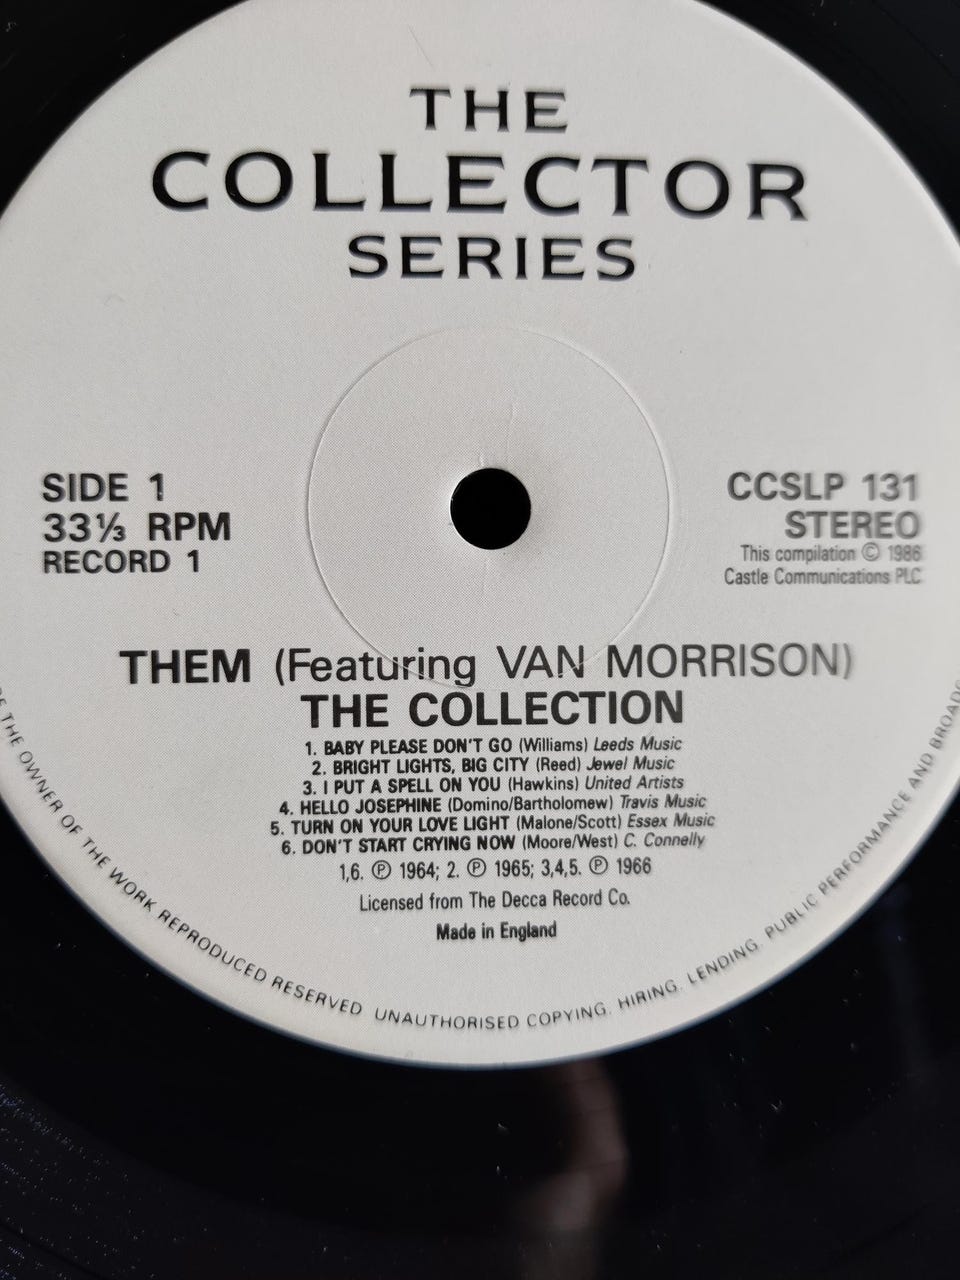 THE
COLLECTOR
SERIES
SIDE 1
33⅓ RPM
RECORD 1
CCSLP 131
STEREO
This compilation © 1986
Castle Communications PLC
THEM (Featuring VAN MORRISON)
THE COLLECTION
1. BABY PLEASE DON'T GO (Williams) Leeds Music
2. BRIGHT LIGHTS, BIG CITY (Reed) Jewel Music
3. I PUT A SPELL ON YOU (Hawkins) United Artists
4. HELLO JOSEPHINE (Domino/Bartholomew) Travis Music
5. TURN ON YOUR LOVE LIGHT (Malone/Scott) Essex Music
6. DON'T START CRYING NOW (Moore/West) C. Connelly
1,6. ℗ 1964; 2. ℗ 1965; 3,4,5. ℗ 1966
Licensed from The Decca Record Co.
Made in England
THE OWNER OF THE WORK REPRODUCED RESERVED UNAUTHORISED COPYING. HIRING. LENDING. PUBLIC PERFORMANCE AND